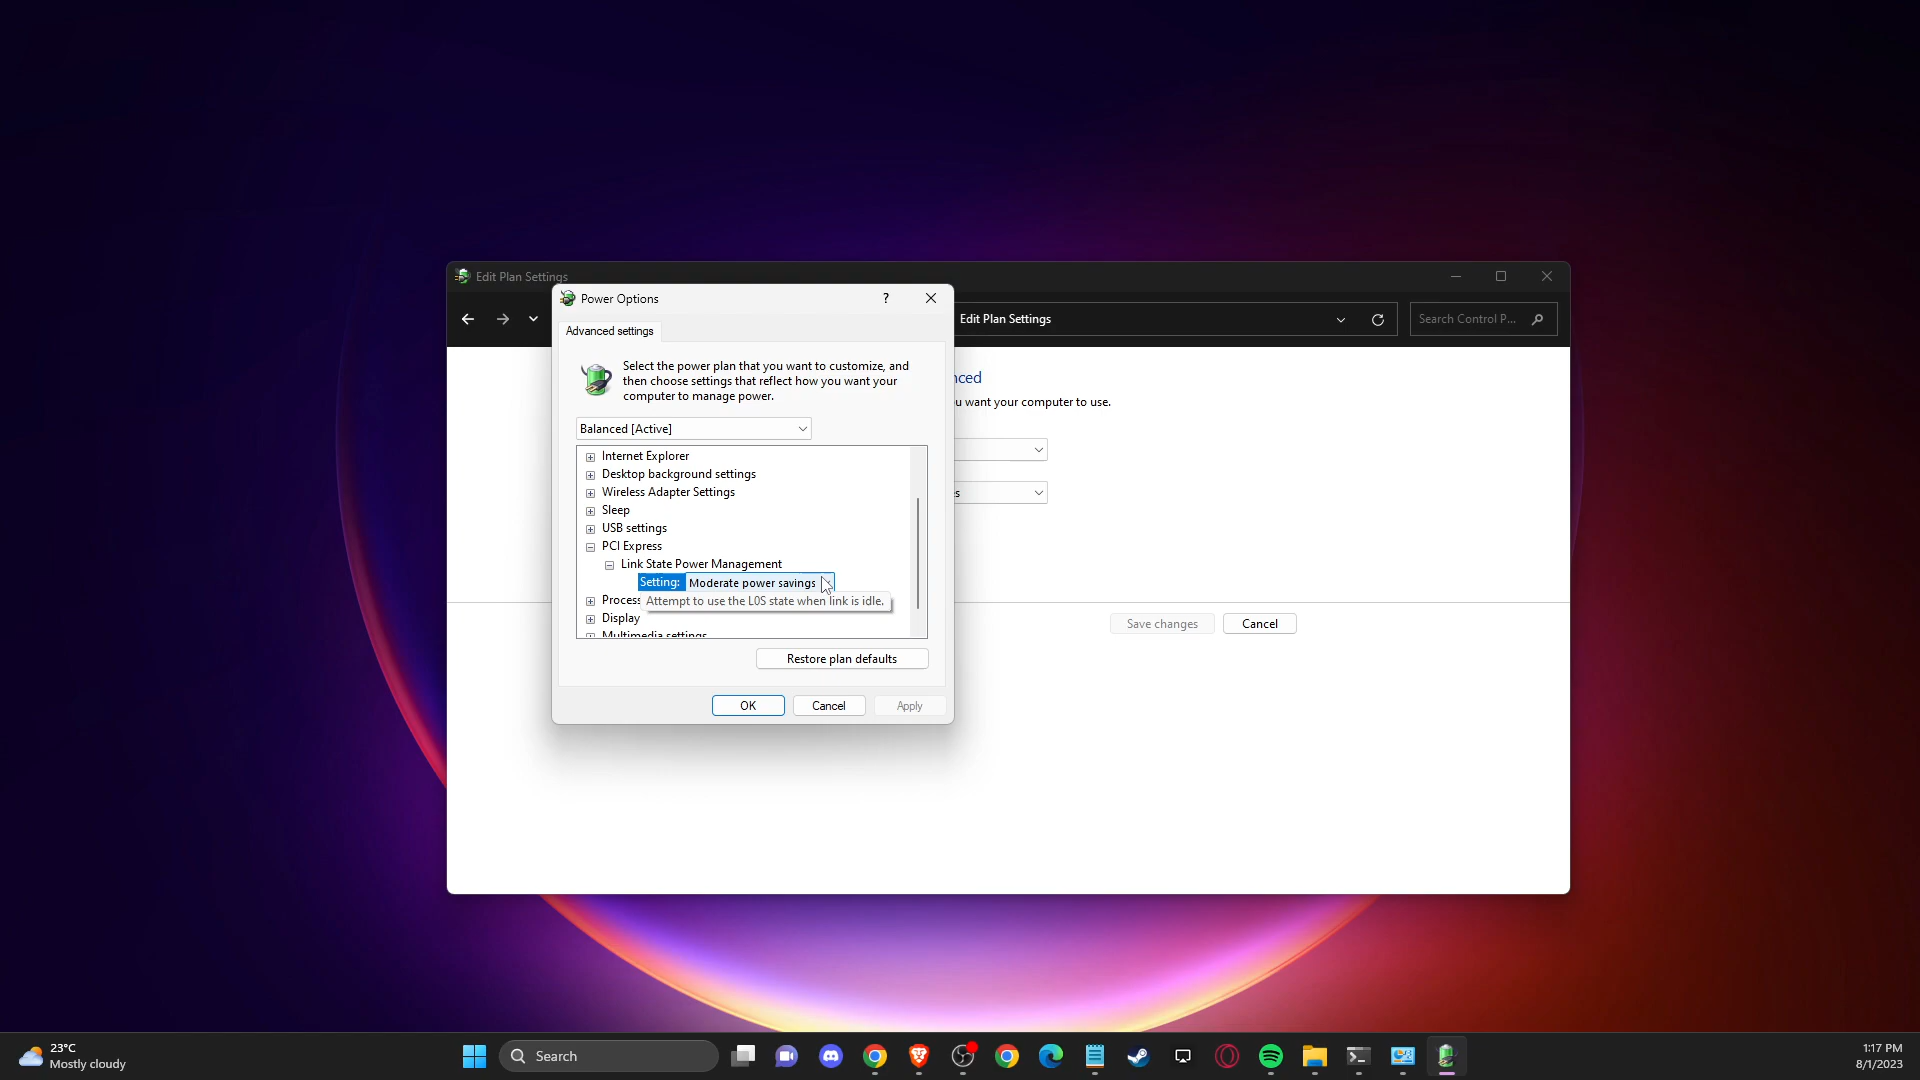 Edit Plan Settings
Power Options
?
Edit Plan Settings
Search Control P...
Advanced settings
Select the power plan that you want to customize, and
then choose settings that reflect how you want your
computer to manage power.
nced
u want your computer to use.
Balanced [Active]
Internet Explorer
Desktop background settings
Wireless Adapter Settings
s
Sleep
USB settings
PCI Express
Link State Power Management
Setting: Moderate power savings
Process
Attempt to use the L0S state when link is idle.
Display
Multimedia settings
Save changes
Cancel
Restore plan defaults
OK
Cancel
Apply
23°C
Mostly cloudy
Search
1:17 PM
8/1/2023